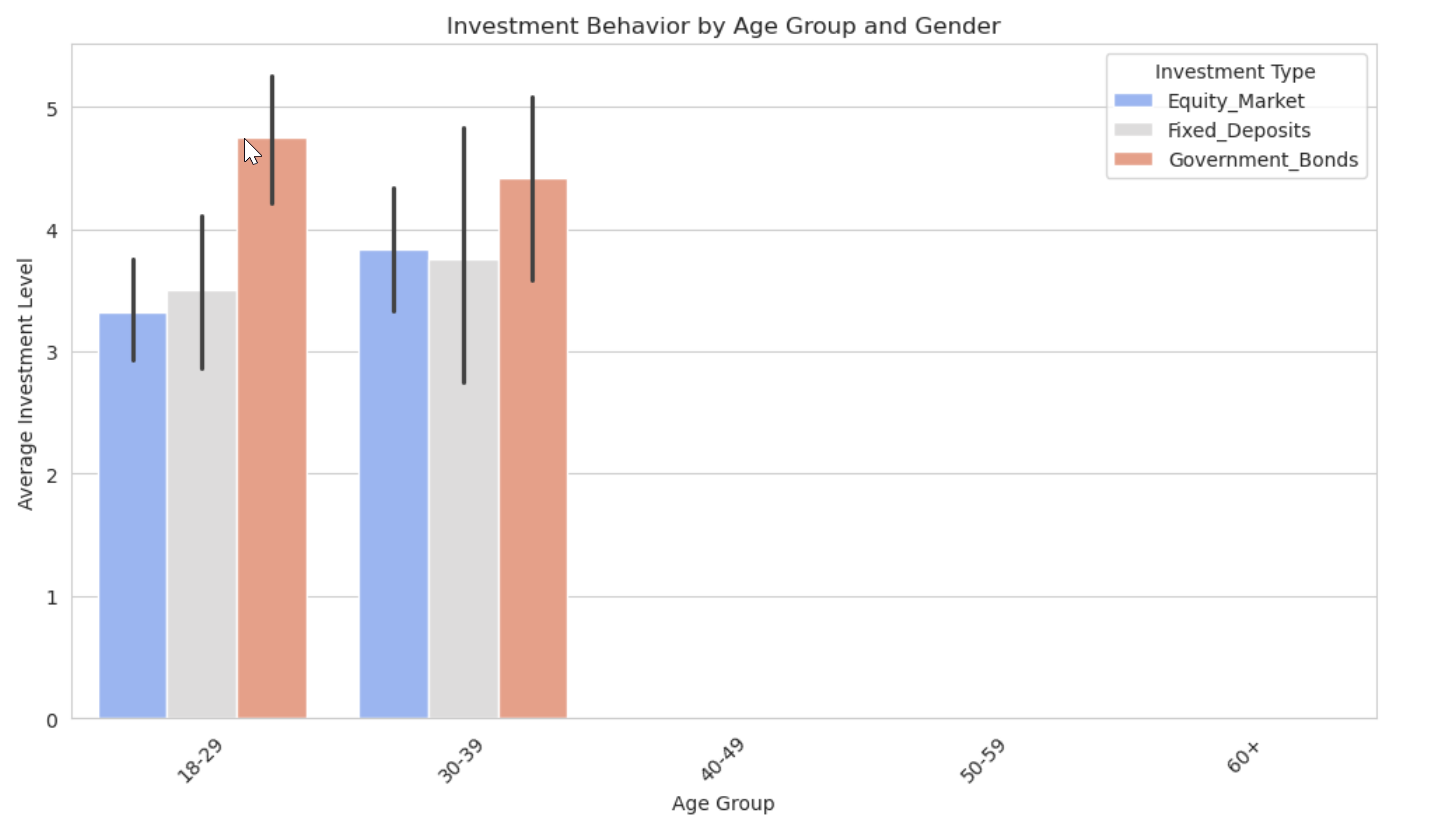 Investment Behavior by Age Group and Gender
Investment Type
Equity_Market
Fixed_Deposits
Government_Bonds
Average Investment Level
5
4
3
2
1
0
18-29
30-39
40-49
50-59
60+
Age Group